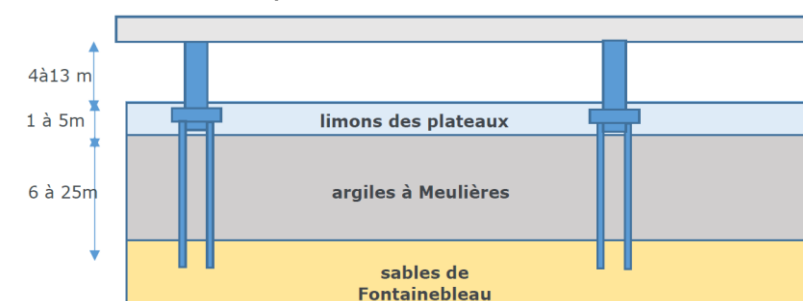 4à13 m
1 à 5m
limons des plateaux
6 à 25m
argiles à Meulières
sables de
Fontainebleau